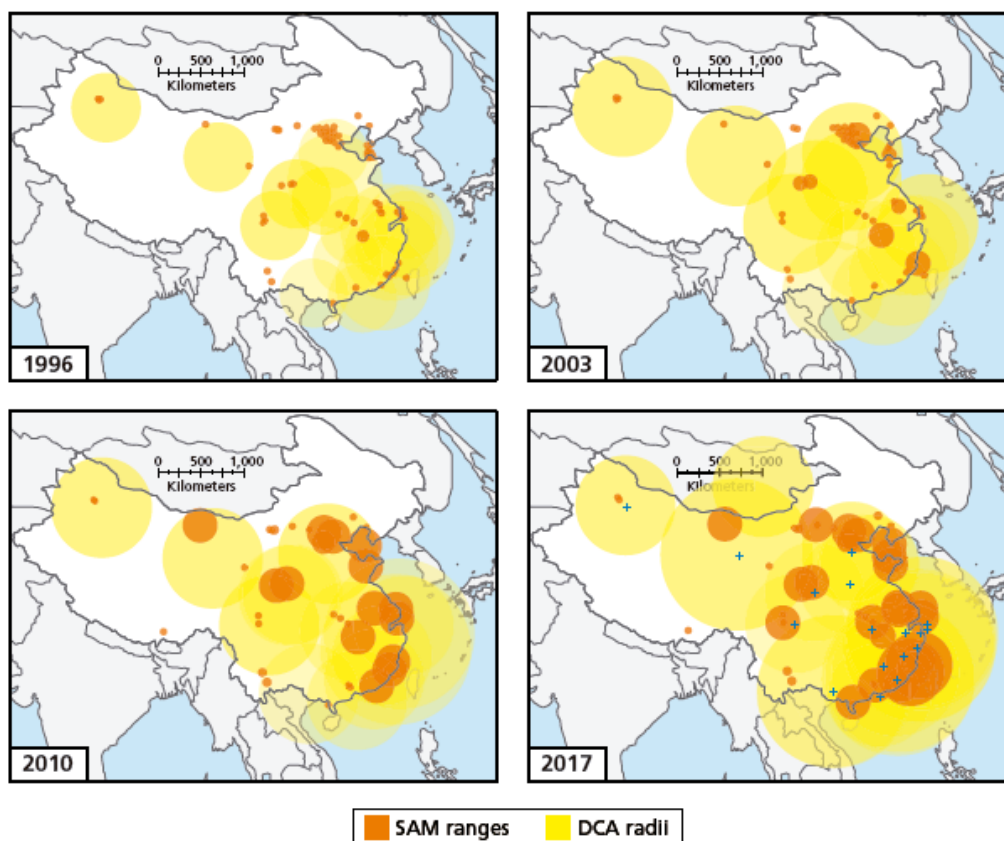 0 500 1,000
Kilometers
1996
0 500 1,000
Kilometers
2003
0 500 1,000
Kilometers
2010
0 500 1,000
Kilometers
2017
SAM ranges
DCA radii